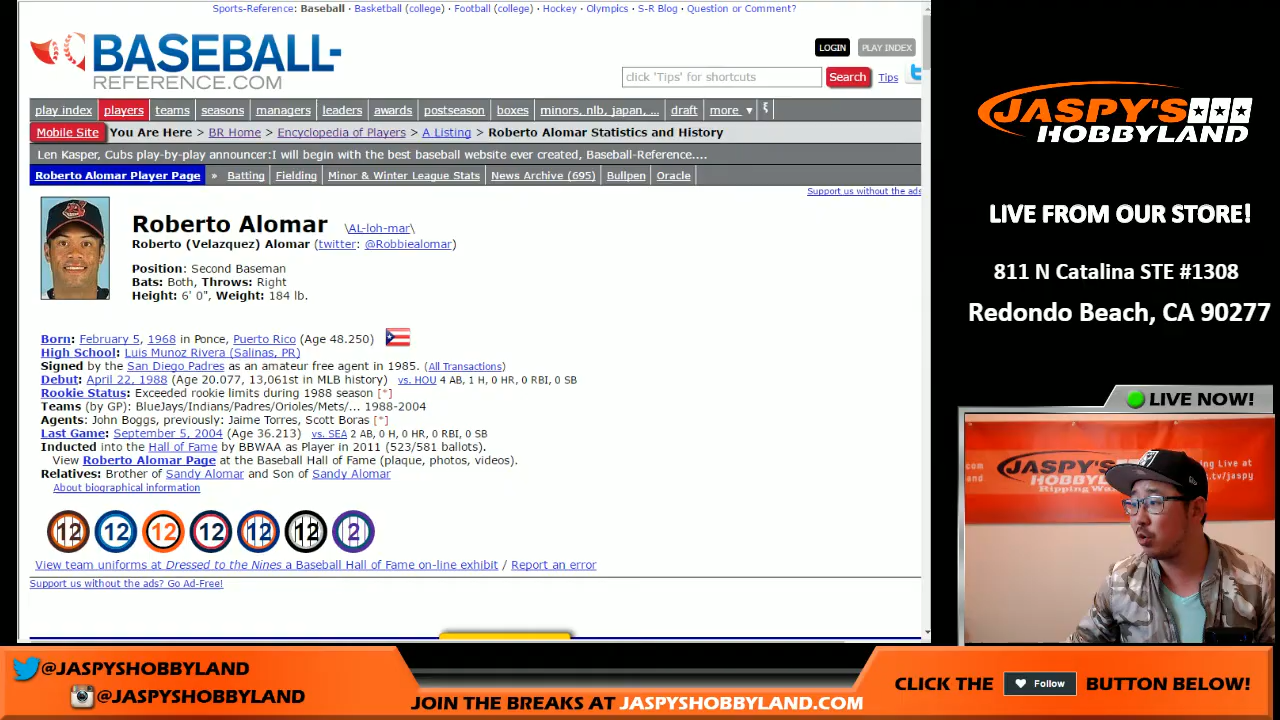 Sports-Reference: Baseball · Basketball (college) · Football (college) · Hockey · Olympics · S-R Blog · Question or Comment?
BASEBALL-
REFERENCE.COM
LOGIN PLAY INDEX
click 'Tips' for shortcuts Search Tips
play index players teams seasons managers leaders awards postseason boxes minors, nlb, japan, ... draft more ▼
Mobile Site You Are Here > BR Home > Encyclopedia of Players > A Listing > Roberto Alomar Statistics and History
Len Kasper, Cubs play-by-play announcer:I will begin with the best baseball website ever created, Baseball-Reference....
Roberto Alomar Player Page » Batting Fielding Minor & Winter League Stats News Archive (695) Bullpen Oracle
Support us without the ads
Roberto Alomar \AL-loh-mar\
Roberto (Velazquez) Alomar (twitter: @Robbiealomar)
Position: Second Baseman
Bats: Both, Throws: Right
Height: 6' 0", Weight: 184 lb.
Born: February 5, 1968 in Ponce, Puerto Rico (Age 48.250)
High School: Luis Munoz Rivera (Salinas, PR)
Signed by the San Diego Padres as an amateur free agent in 1985. (All Transactions)
Debut: April 22, 1988 (Age 20.077, 13,061st in MLB history) vs. HOU 4 AB, 1 H, 0 HR, 0 RBI, 0 SB
Rookie Status: Exceeded rookie limits during 1988 season [*]
Teams (by GP): BlueJays/Indians/Padres/Orioles/Mets/... 1988-2004
Agents: John Boggs, previously: Jaime Torres, Scott Boras [*]
Last Game: September 5, 2004 (Age 36.213) vs. SEA 2 AB, 0 H, 0 HR, 0 RBI, 0 SB
Inducted into the Hall of Fame by BBWAA as Player in 2011 (523/581 ballots).
View Roberto Alomar Page at the Baseball Hall of Fame (plaque, photos, videos).
Relatives: Brother of Sandy Alomar and Son of Sandy Alomar
About biographical information
12 12 12 12 12 12 2
View team uniforms at Dressed to the Nines a Baseball Hall of Fame on-line exhibit / Report an error
Support us without the ads? Go Ad-Free!
JASPY'S
HOBBYLAND
LIVE FROM OUR STORE!
811 N Catalina STE #1308
Redondo Beach, CA 90277
LIVE NOW!
JASPY'S
HOBBYLAND
@JASPYSHOBBYLAND
@JASPYSHOBBYLAND
JOIN THE BREAKS AT JASPYSHOBBYLAND.COM
CLICK THE Follow BUTTON BELOW!